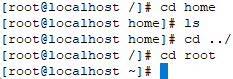 [root@localhost /]# cd home
[root@localhost home]# ls
[root@localhost home]# cd ../
[root@localhost /]# cd root
[root@localhost ~]#